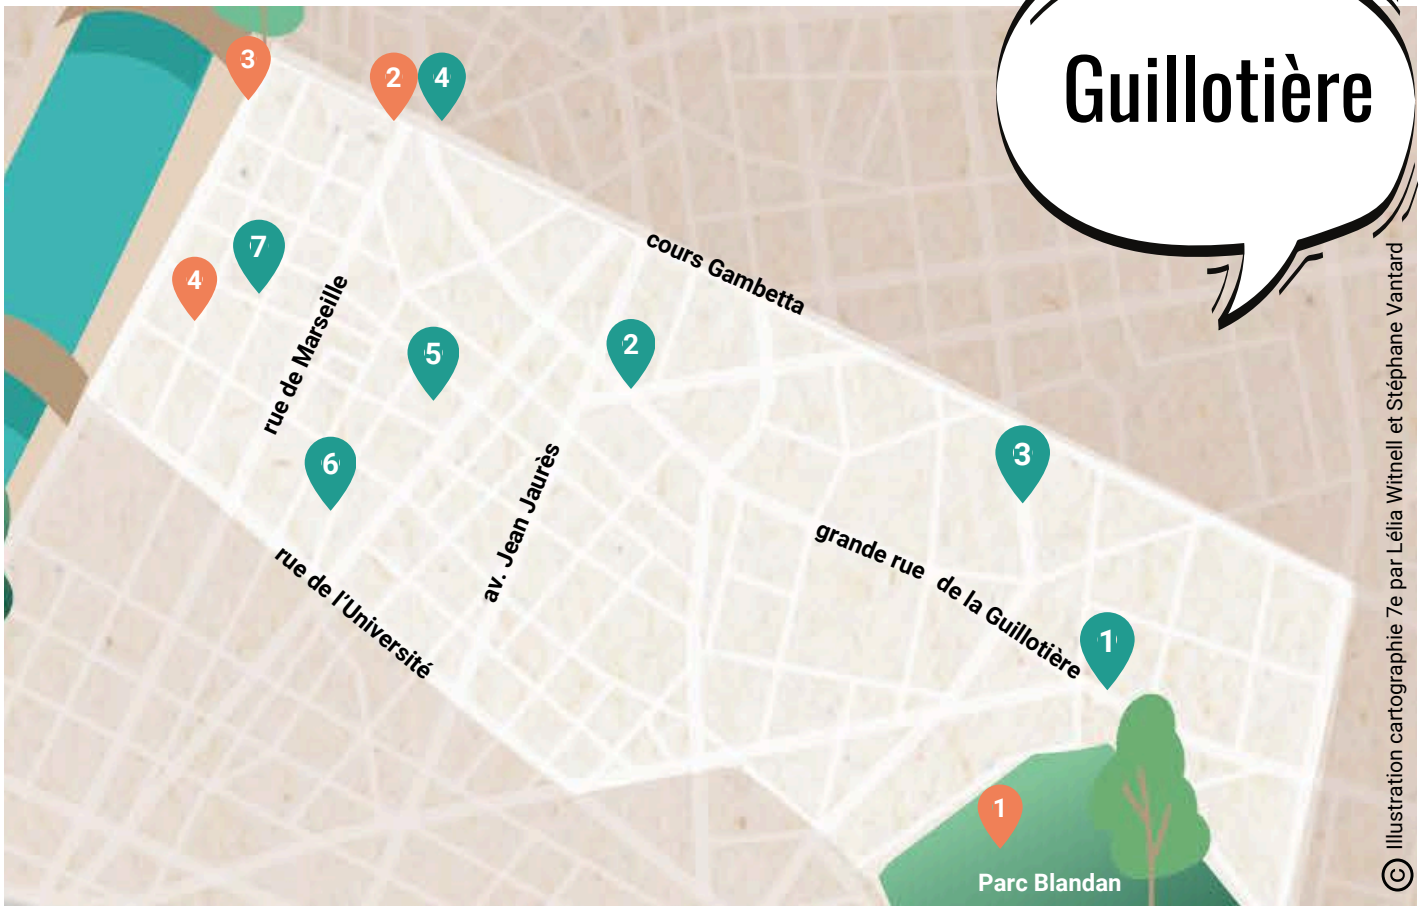 Guillotière
3
2
4
7
4
rue de Marseille
cours Gambetta
5
2
6
av. Jean Jaurès
3
rue de l'Université
grande rue de la Guillotière
1
1
Parc Blandan
© Illustration cartographie 7e par Lélia Witnell et Stéphane Vantard